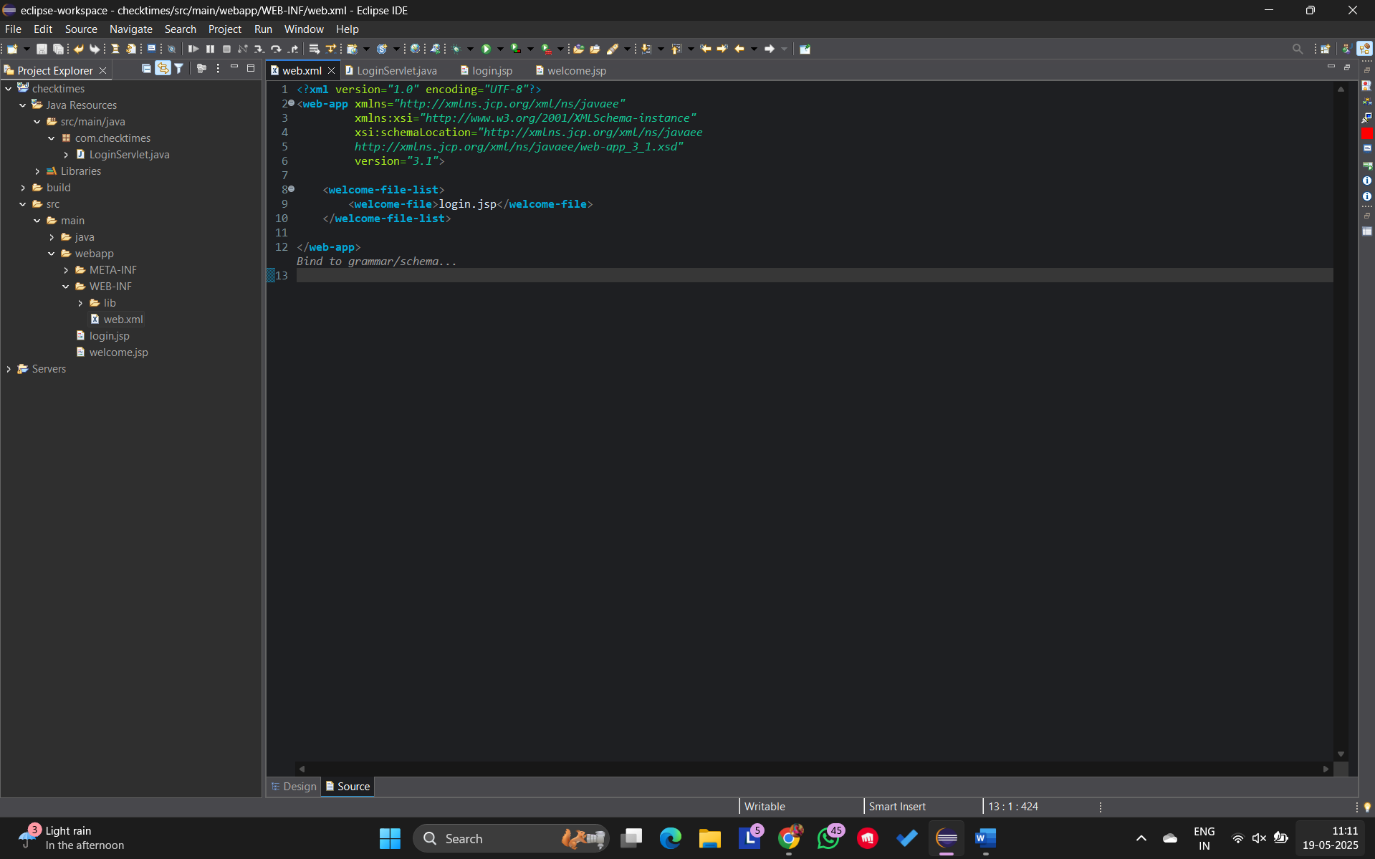 eclipse-workspace - checktimes/src/main/webapp/WEB-INF/web.xml - Eclipse IDE
File Edit Source Navigate Search Project Run Window Help
Project Explorer
checktimes
Java Resources
src/main/java
com.checktimes
LoginServlet.java
Libraries
build
src
main
java
webapp
META-INF
WEB-INF
lib
web.xml
login.jsp
welcome.jsp
Servers
web.xml LoginServlet.java login.jsp welcome.jsp
1 <?xml version="1.0" encoding="UTF-8"?>
2 <web-app xmlns="http://xmlns.jcp.org/xml/ns/javaee"
3 xmlns:xsi="http://www.w3.org/2001/XMLSchema-instance"
4 xsi:schemaLocation="http://xmlns.jcp.org/xml/ns/javaee
5 http://xmlns.jcp.org/xml/ns/javaee/web-app_3_1.xsd"
6 version="3.1">
7
8 <welcome-file-list>
9 <welcome-file>login.jsp</welcome-file>
10 </welcome-file-list>
11
12 </web-app>
Bind to grammar/schema...
13
Design Source
Writable Smart Insert 13 : 1 : 424
3 Light rain
In the afternoon
Search
L 5
45
W
ENG
IN
11:11
19-05-2025